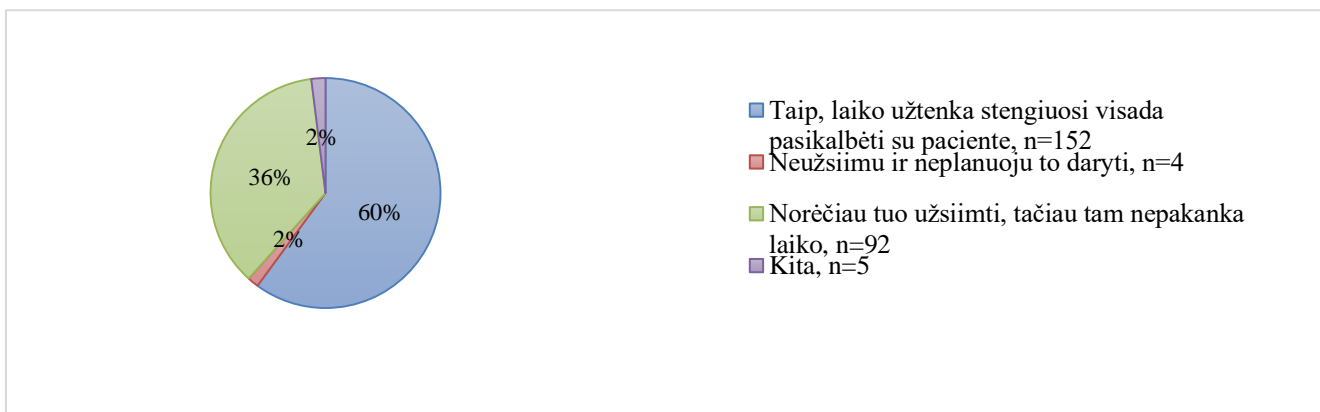 2%
36%
60%
2%
Taip, laiko užtenka stengiuosi visada
pasikalbėti su paciente, n=152
Neužsiimu ir neplanuoju to daryti, n=4
Norėčiau tuo užsiimti, tačiau tam nepakanka
laiko, n=92
Kita, n=5